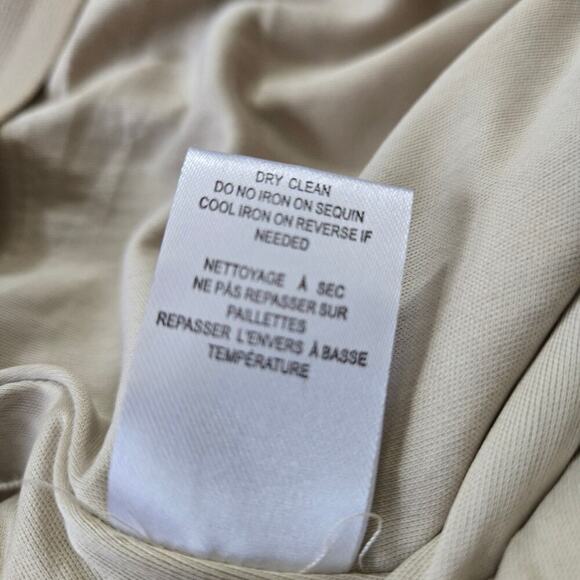 DRY CLEAN
DO NO IRON ON SEQUIN
COOL IRON ON REVERSE IF
NEEDED
NETTOYAGE À SEC
NE PÁS REPASSER SUR
PAILLETTES
REPASSER L'ENVERS À BASSE
TEMPÉRATURE